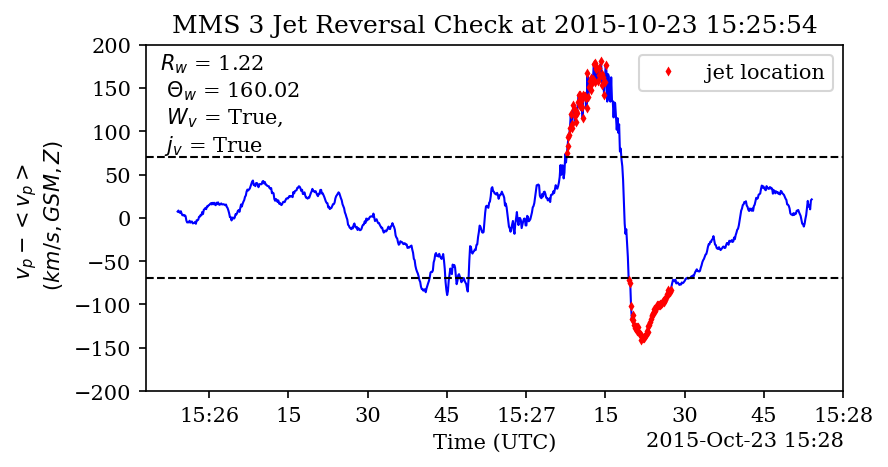 MMS 3 Jet Reversal Check at 2015-10-23 15:25:54
R_w = 1.22
Θ_w = 160.02
W_v = True,
j_v = True
jet location
v_p − < v_p >
(km/s, GSM, Z)
200
150
100
50
0
−50
−100
−150
−200
15:26 15 30 45 15:27 15 30 45 15:28
Time (UTC)
2015-Oct-23 15:28